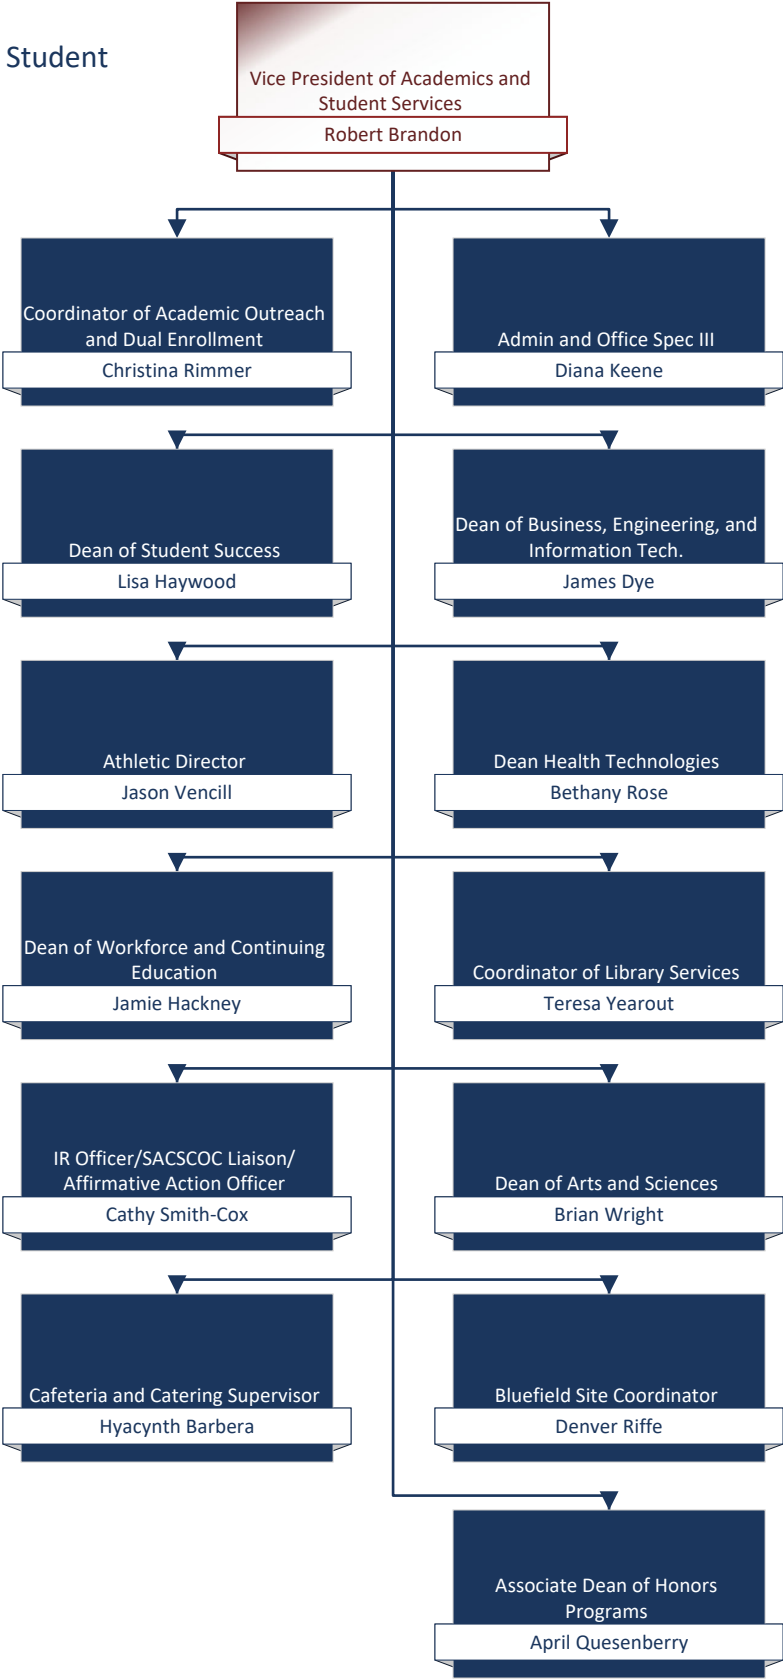 Student
Vice President of Academics and
Student Services
Robert Brandon
Coordinator of Academic Outreach
and Dual Enrollment
Christina Rimmer
Admin and Office Spec III
Diana Keene
Dean of Student Success
Lisa Haywood
Dean of Business, Engineering, and
Information Tech.
James Dye
Athletic Director
Jason Vencill
Dean Health Technologies
Bethany Rose
Dean of Workforce and Continuing
Education
Jamie Hackney
Coordinator of Library Services
Teresa Yearout
IR Officer/SACSCOC Liaison/
Affirmative Action Officer
Cathy Smith-Cox
Dean of Arts and Sciences
Brian Wright
Cafeteria and Catering Supervisor
Hyacynth Barbera
Bluefield Site Coordinator
Denver Riffe
Associate Dean of Honors
Programs
April Quesenberry